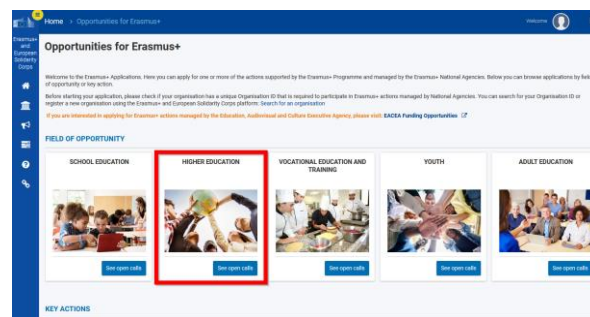 Home > Opportunities for Erasmus+
Welcome
Erasmus+
and
European
Solidarity
Corps
Opportunities for Erasmus+
Welcome to the Erasmus+ Applications. Here you can apply for one or more of the actions supported by the Erasmus+ Programme and managed by the Erasmus+ National Agencies. Below you can browse applications by field
of opportunity or key action.
Before starting your application, please check if your organisation has a unique Organisation ID that is required to participate in Erasmus+ actions managed by National Agencies. You can search for your Organisation ID or
register a new organisation using the Erasmus+ and European Solidarity Corps platform: Search for an organisation
If you are interested in applying for Erasmus+ actions managed by the Education, Audiovisual and Culture Executive Agency, please visit: EACEA Funding Opportunities
FIELD OF OPPORTUNITY
SCHOOL EDUCATION
HIGHER EDUCATION
VOCATIONAL EDUCATION AND
TRAINING
YOUTH
ADULT EDUCATION
See open calls
See open calls
See open calls
See open calls
See open calls
KEY ACTIONS